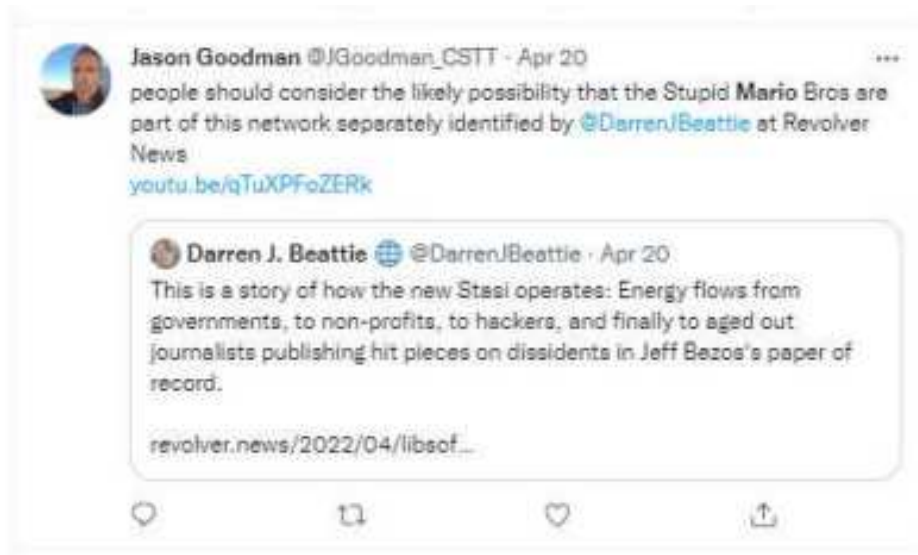 Jason Goodman @JGoodman_CSTT · Apr 20
people should consider the likely possibility that the Stupid Mario Bros are
part of this network separately identified by @DarrenJBeattie at Revolver
News
youtu.be/qTuXPFoZERk
Darren J. Beattie 🌐 @DarrenJBeattie · Apr 20
This is a story of how the new Stasi operates: Energy flows from
governments, to non-profits, to hackers, and finally to aged out
journalists publishing hit pieces on dissidents in Jeff Bezos's paper of
record.
revolver.news/2022/04/libsof...